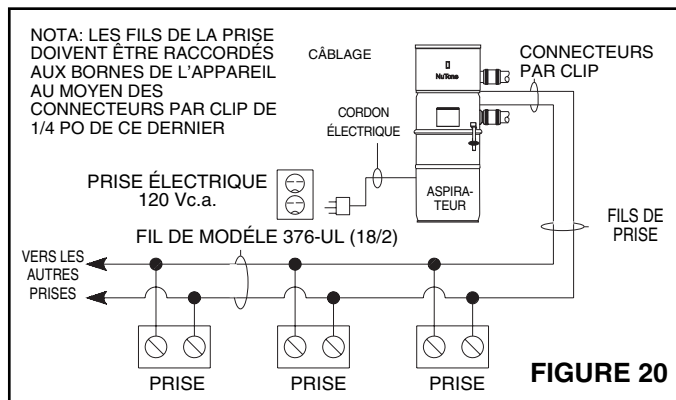 NOTA: LES FILS DE LA PRISE
DOIVENT ÊTRE RACCORDÉS
AUX BORNES DE L'APPAREIL
AU MOYEN DES
CONNECTEURS PAR CLIP DE
1/4 PO DE CE DERNIER
CÂBLAGE
NuTone
CONNECTEURS
PAR CLIP
CORDON
ÉLECTRIQUE
PRISE ÉLECTRIQUE
120 Vc.a.
ASPIRA-
TEUR
FILS DE
PRISE
FIL DE MODÉLE 376-UL (18/2)
VERS LES
AUTRES
PRISES
PRISE
PRISE
PRISE
FIGURE 20